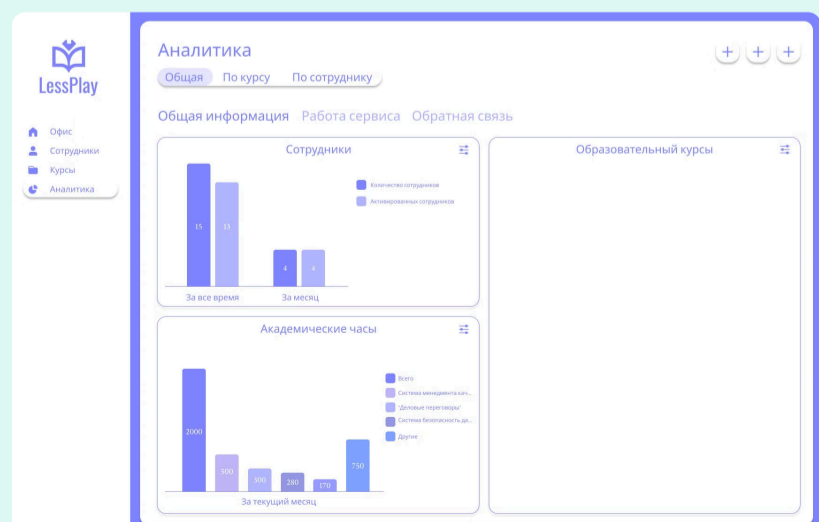 LessPlay
Офис
Сотрудники
Курсы
Аналитика
Аналитика
Общая По курсу По сотруднику
Общая информация Работа сервиса Обратная связь
Сотрудники
Количество сотрудников
Активированных сотрудников
15 13
4 4
За все время За месяц
Образовательный курсы
Академические часы
Всего
Система менеджмента кач...
"Деловые переговоры"
Система безопасность де...
Другие
2000 500 300 280 170 750
За текущий месяц